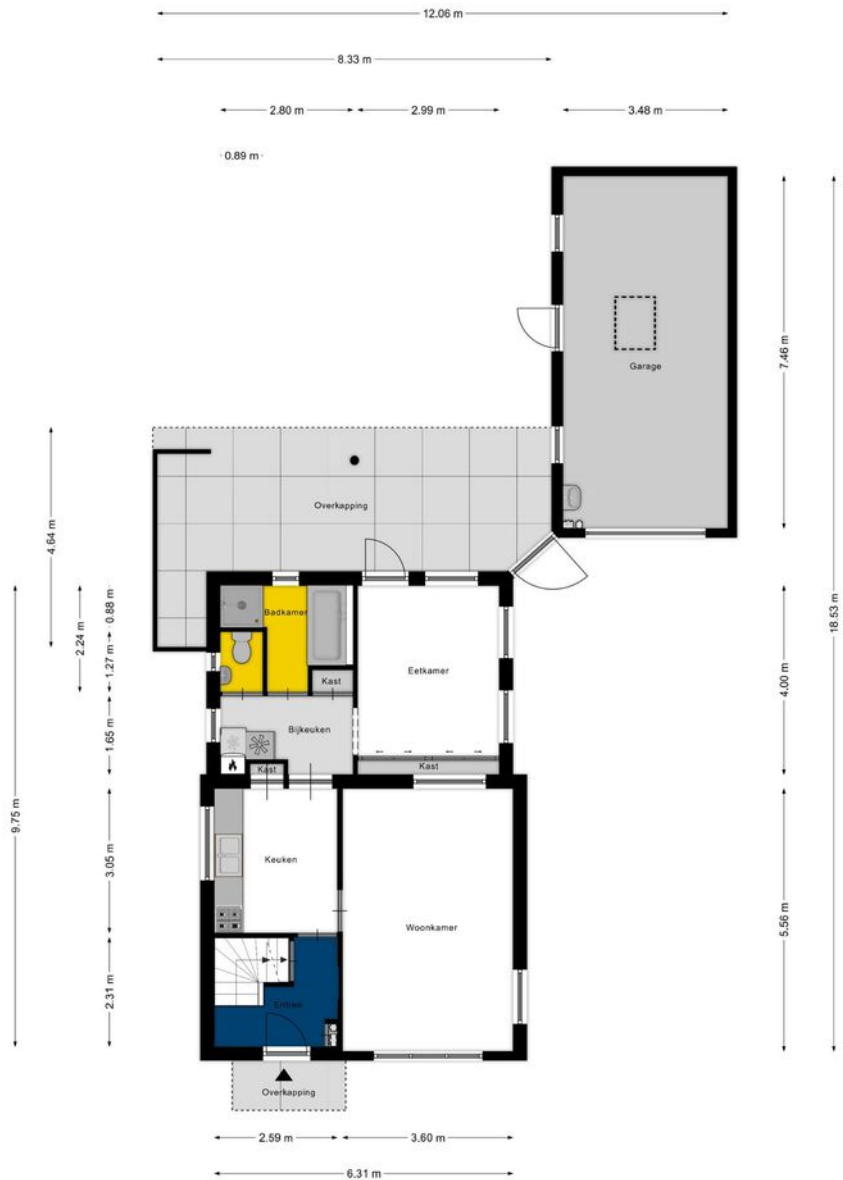 12.06 m
8.33 m
2.80 m
2.99 m
3.48 m
0.89 m
7.46 m
18.53 m
Garage
4.64 m
Overkapping
9.75 m
2.24 m
0.88 m
1.27 m
1.65 m
Badkamer
Eetkamer
4.00 m
Kast
Bijkeuken
Kast
Kast
3.05 m
Keuken
5.56 m
Woonkamer
2.31 m
Entree
Overkapping
2.59 m
3.60 m
6.31 m